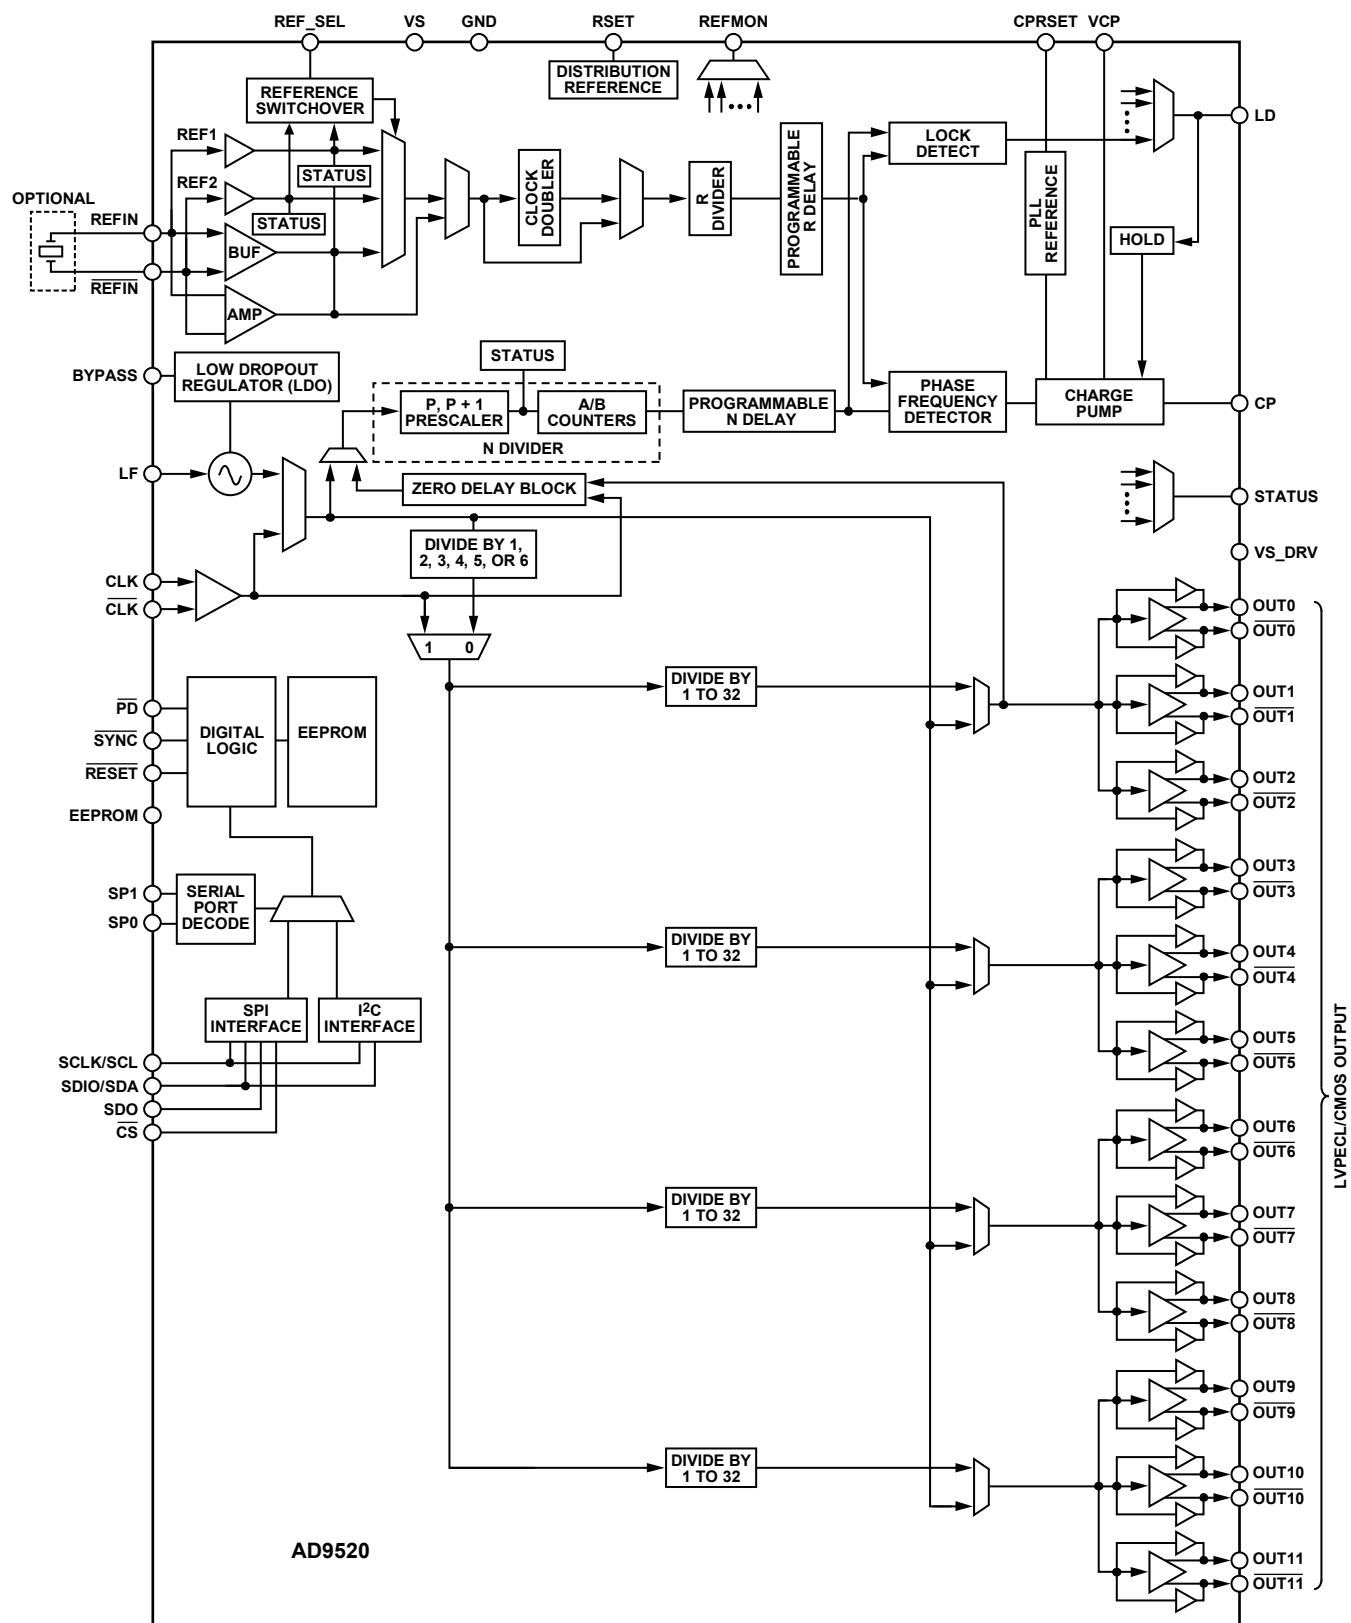 REF_SEL
VS
GND
RSET
REFMON
CPRSET
VCP
DISTRIBUTION
REFERENCE
REFERENCE
SWITCHOVER
REF1
STATUS
REF2
STATUS
BUF
AMP
OPTIONAL
REFIN
REFIN
CLOCK
DOUBLER
R
DIVIDER
PROGRAMMABLE
R DELAY
LOCK
DETECT
PLL
REFERENCE
LD
HOLD
BYPASS
LOW DROPOUT
REGULATOR (LDO)
STATUS
P, P + 1
PRESCALER
A/B
COUNTERS
N DIVIDER
PROGRAMMABLE
N DELAY
PHASE
FREQUENCY
DETECTOR
CHARGE
PUMP
CP
LF
ZERO DELAY BLOCK
STATUS
DIVIDE BY 1,
2, 3, 4, 5, OR 6
VS_DRV
CLK
CLK
1 0
DIVIDE BY
1 TO 32
DIVIDE BY
1 TO 32
DIVIDE BY
1 TO 32
DIVIDE BY
1 TO 32
PD
SYNC
RESET
EEPROM
DIGITAL
LOGIC
EEPROM
SP1
SP0
SERIAL
PORT
DECODE
SPI
INTERFACE
I2C
INTERFACE
SCLK/SCL
SDIO/SDA
SDO
CS
OUT0
OUT0
OUT1
OUT1
OUT2
OUT2
OUT3
OUT3
OUT4
OUT4
OUT5
OUT5
OUT6
OUT6
OUT7
OUT7
OUT8
OUT8
OUT9
OUT9
OUT10
OUT10
OUT11
OUT11
LVPECL/CMOS OUTPUT
AD9520